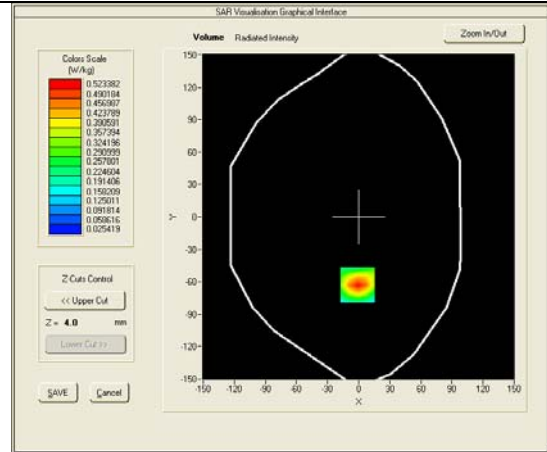 SAR Visualisation Graphical Interface
Volume Radiated Intensity
Zoom In/Out
Colors Scale
(W/kg)
0.523382
0.490184
0.456987
0.423789
0.390591
0.357394
0.324196
0.290999
0.257801
0.224604
0.191406
0.158209
0.125011
0.091814
0.058616
0.025419
Z Cuts Control
<< Upper Cut
Z = 4.0 mm
Lower Cut >>
SAVE Cancel
150-
120-
90-
60-
30-
0-
-30-
-60-
-90-
-120-
-150-
Y
-150 -120 -90 -60 -30 0 30 60 90 120 150
X